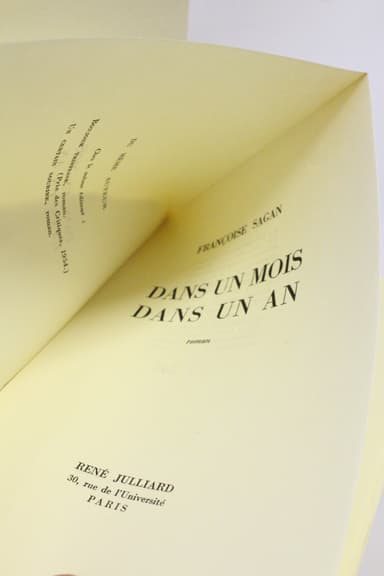 DU MÊME AUTEUR
Chez le même éditeur :
BONJOUR TRISTESSE, roman.
(Prix des Critiques, 1954.)
UN CERTAIN SOURIRE, roman.
FRANÇOISE SAGAN
DANS UN MOIS
DANS UN AN
roman
RENÉ JULLIARD
30, rue de l'Université
PARIS